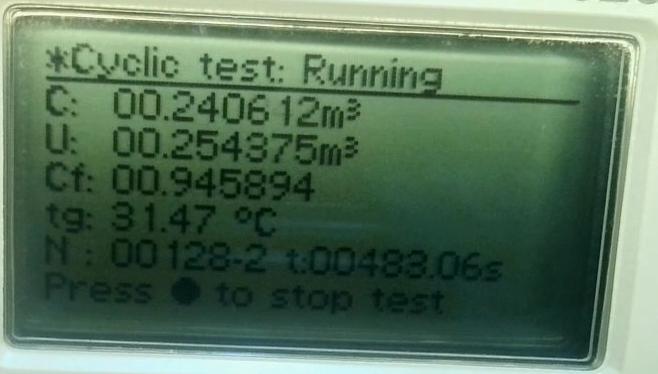 *Cyclic test: Running
C: 00.240612m³
U: 00.254375m³
Cf: 00.945894
tg: 31.47 ºC
N : 00128-2 t:00483.06s
Press ● to stop test